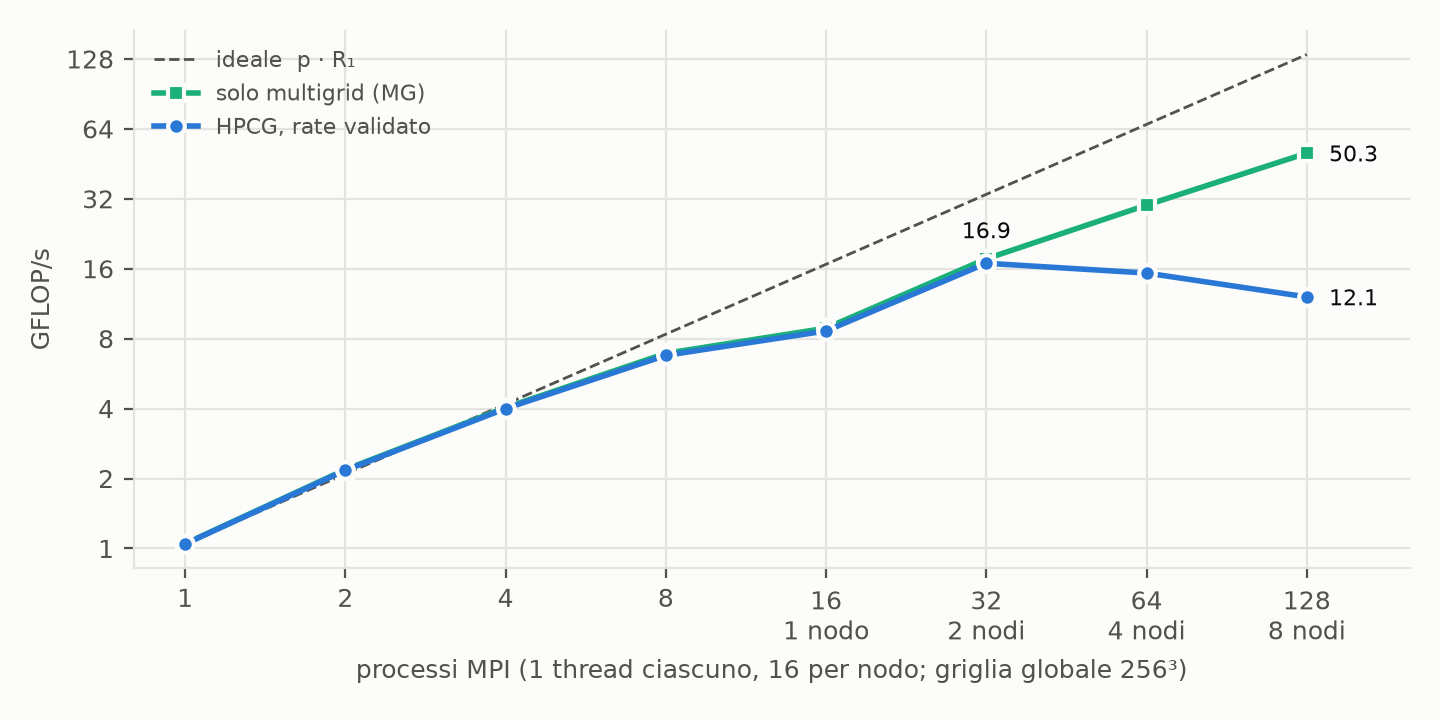 128
64
32
16
8
4
2
1
GFLOP/s
ideale p · R₁
solo multigrid (MG)
HPCG, rate validato
16.9
50.3
12.1
1 2 4 8 16 32 64 128
1 nodo 2 nodi 4 nodi 8 nodi
processi MPI (1 thread ciascuno, 16 per nodo; griglia globale 256³)